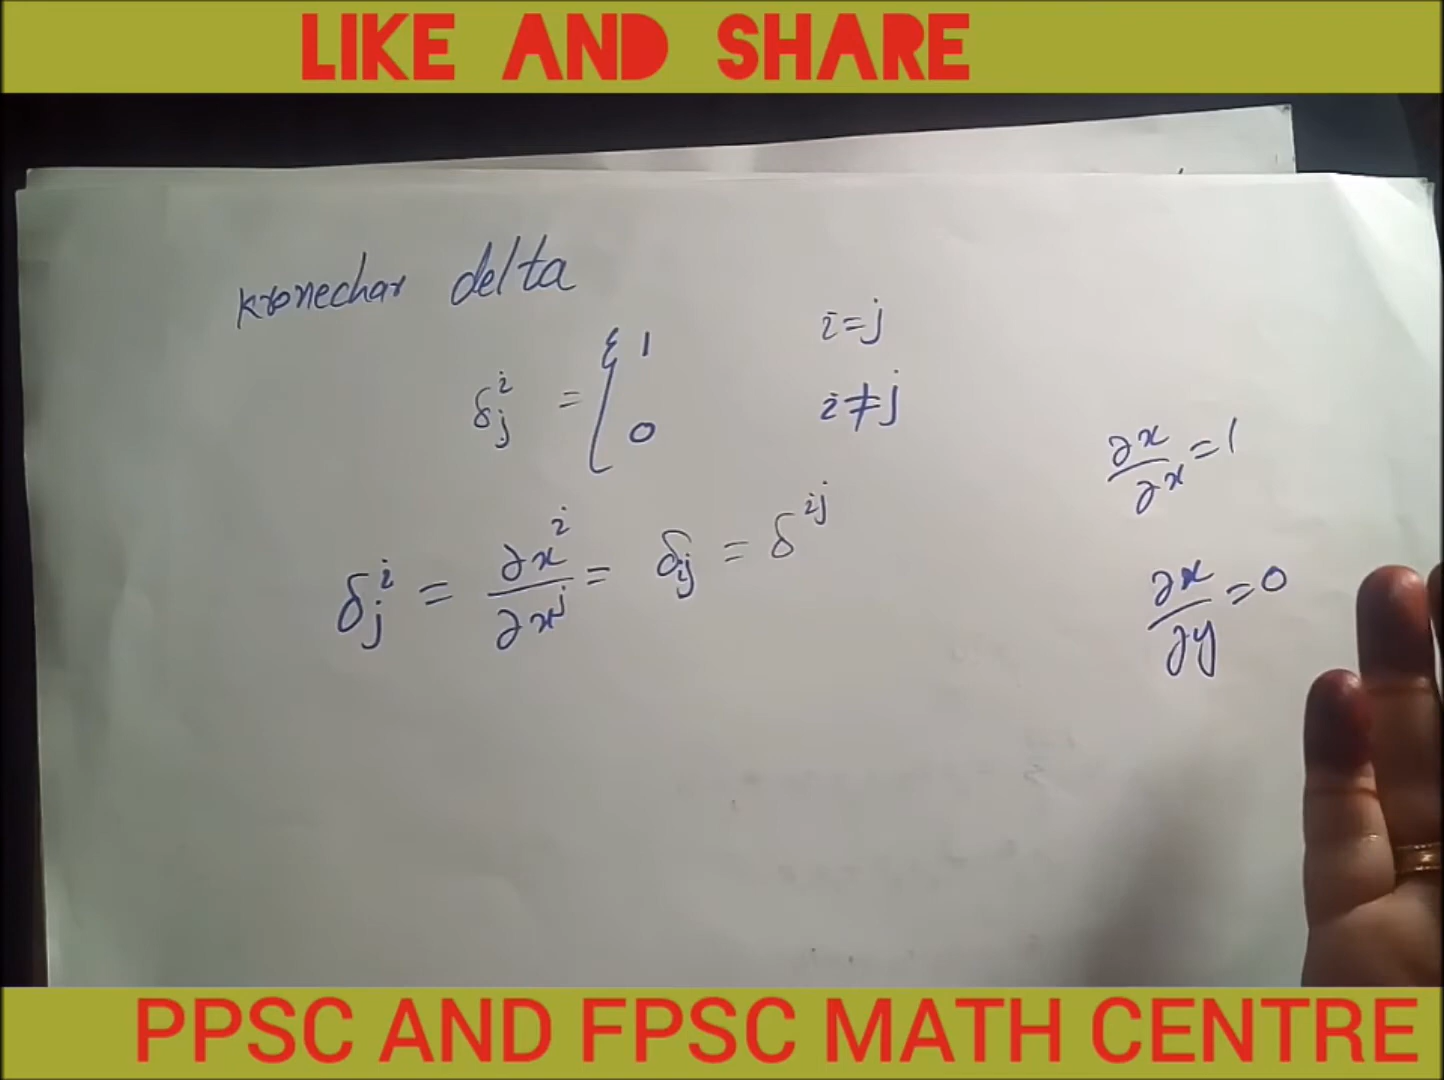 LIKE AND SHARE
kronechar delta
δ^i_j = { 1 i=j
0 i≠j
∂x/∂x = 1
δ^i_j = ∂x^i/∂x^j = δ_ij = δ^ij
∂x/∂y = 0
PPSC AND FPSC MATH CENTRE